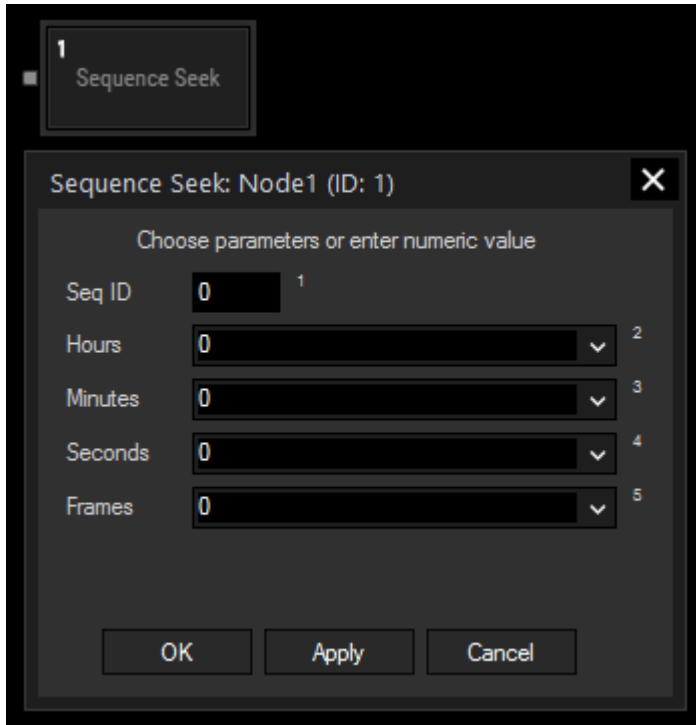 1
Sequence Seek
Sequence Seek: Node1 (ID: 1)
Choose parameters or enter numeric value
Seq ID 0 1
Hours 0 2
Minutes 0 3
Seconds 0 4
Frames 0 5
OK Apply Cancel